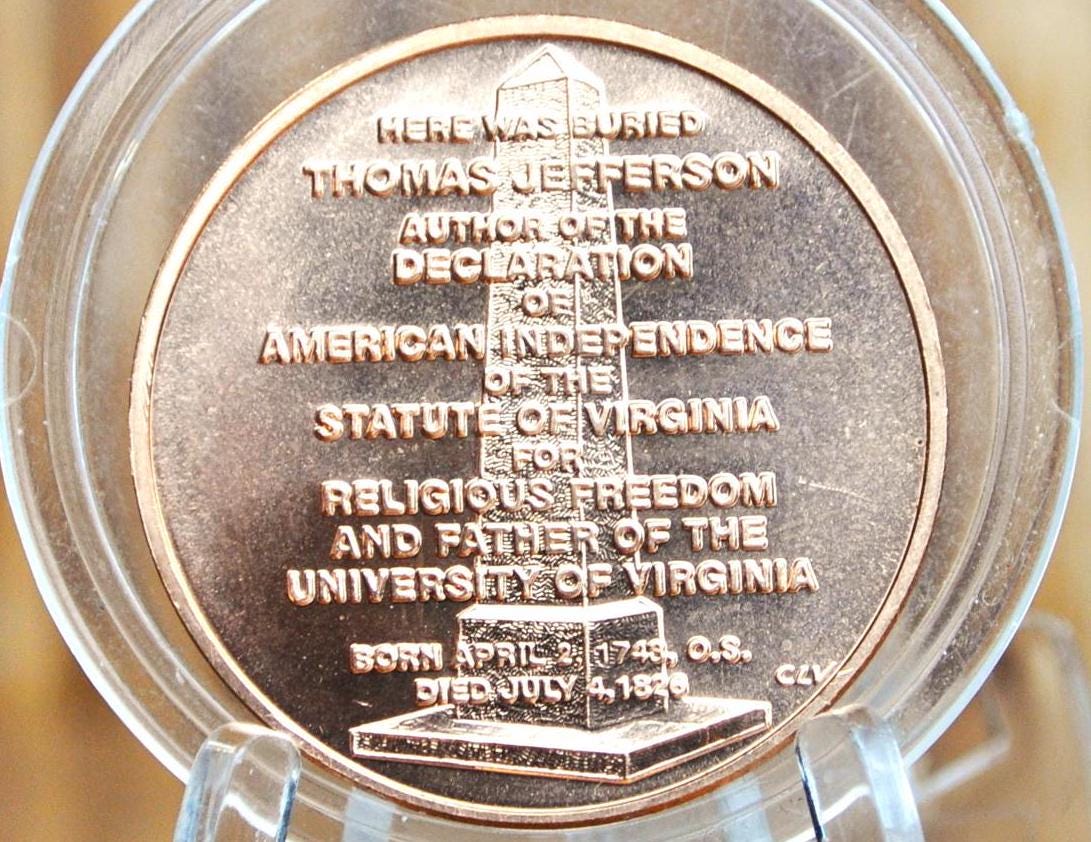 HERE WAS BURIED
THOMAS JEFFERSON
AUTHOR OF THE
DECLARATION
OF
AMERICAN INDEPENDENCE
OF THE
STATUTE OF VIRGINIA
FOR
RELIGIOUS FREEDOM
AND FATHER OF THE
UNIVERSITY OF VIRGINIA
BORN APRIL 2, 1743, O.S.
DIED JULY 4, 1826
CLV